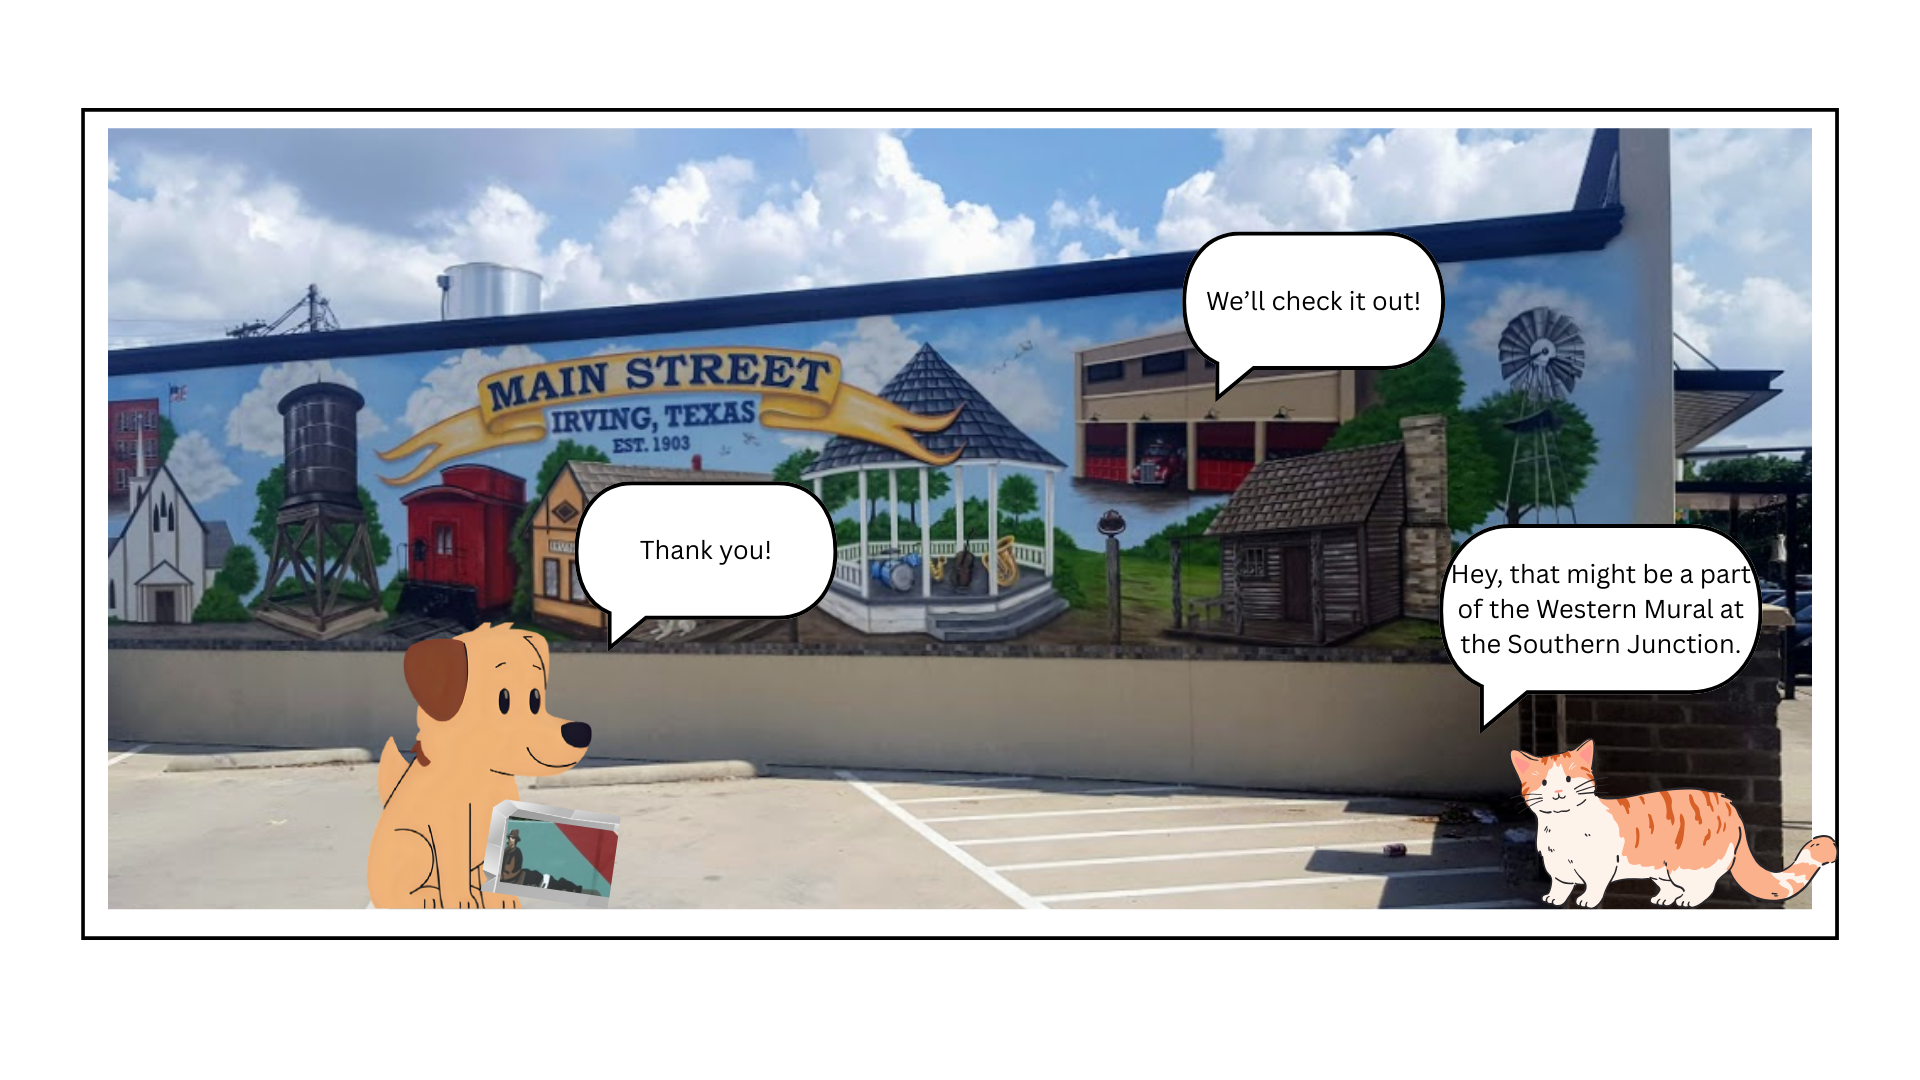 We'll check it out!
MAIN STREET
IRVING, TEXAS
EST. 1903
Thank you!
Hey, that might be a part
of the Western Mural at
the Southern Junction.